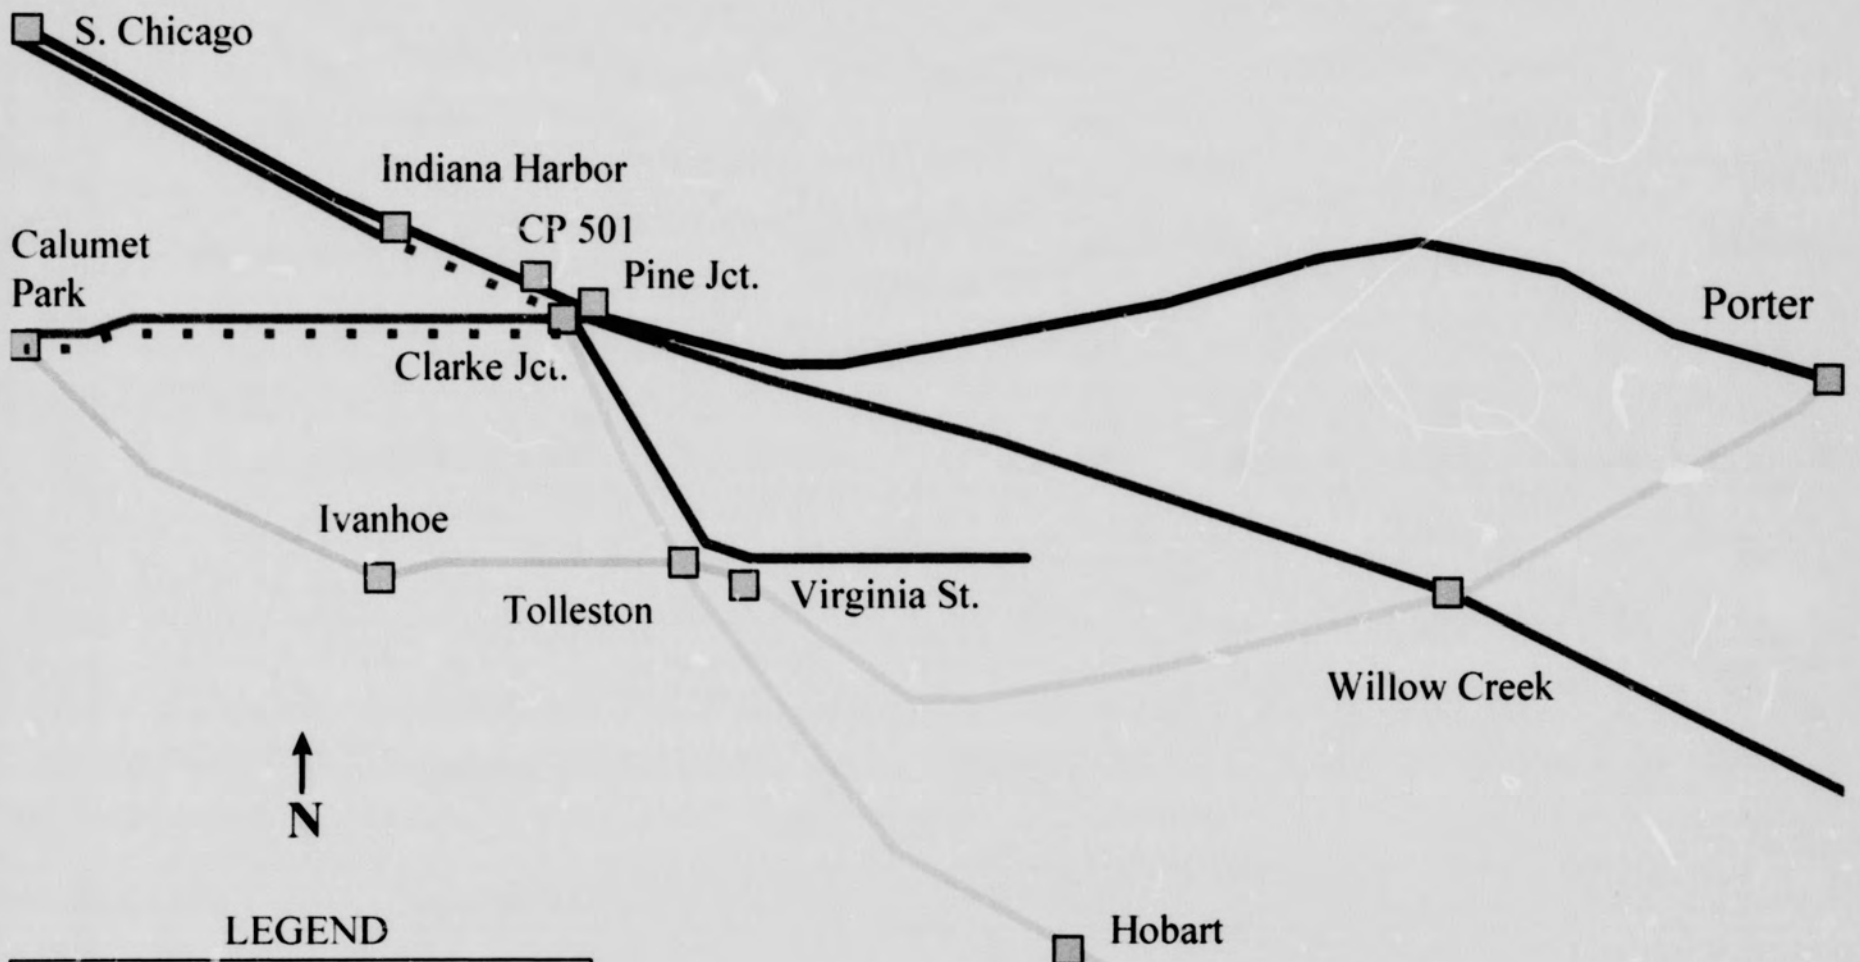 S. Chicago
Indiana Harbor
CP 501
Calumet
Park
Pine Jct.
Porter
Clarke Jct.
Ivanhoe
Virginia St.
Tolleston
Willow Creek
N
LEGEND
Hobart